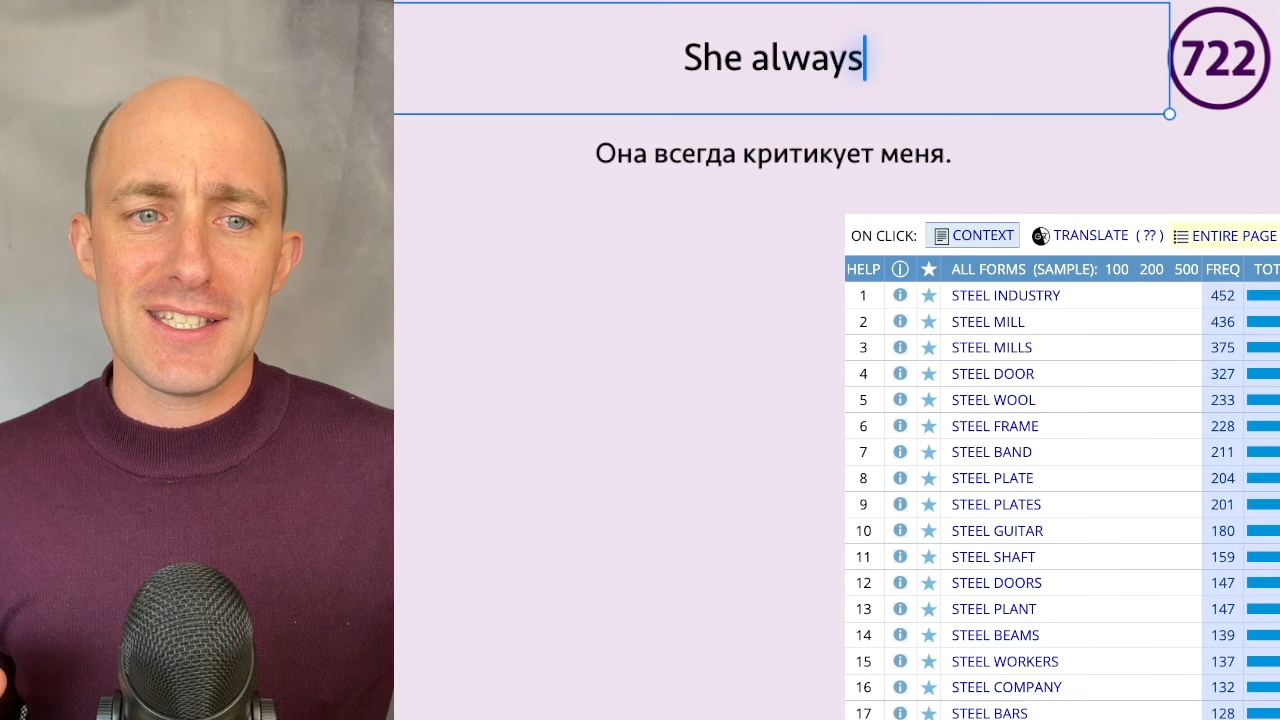 She always
722
Она всегда критикует меня.
ON CLICK: CONTEXT TRANSLATE ( ?? ) ENTIRE PAGE
HELP ALL FORMS (SAMPLE): 100 200 500 FREQ TOT
1 STEEL INDUSTRY 452
2 STEEL MILL 436
3 STEEL MILLS 375
4 STEEL DOOR 327
5 STEEL WOOL 233
6 STEEL FRAME 228
7 STEEL BAND 211
8 STEEL PLATE 204
9 STEEL PLATES 201
10 STEEL GUITAR 180
11 STEEL SHAFT 159
12 STEEL DOORS 147
13 STEEL PLANT 147
14 STEEL BEAMS 139
15 STEEL WORKERS 137
16 STEEL COMPANY 132
17 STEEL BARS 128